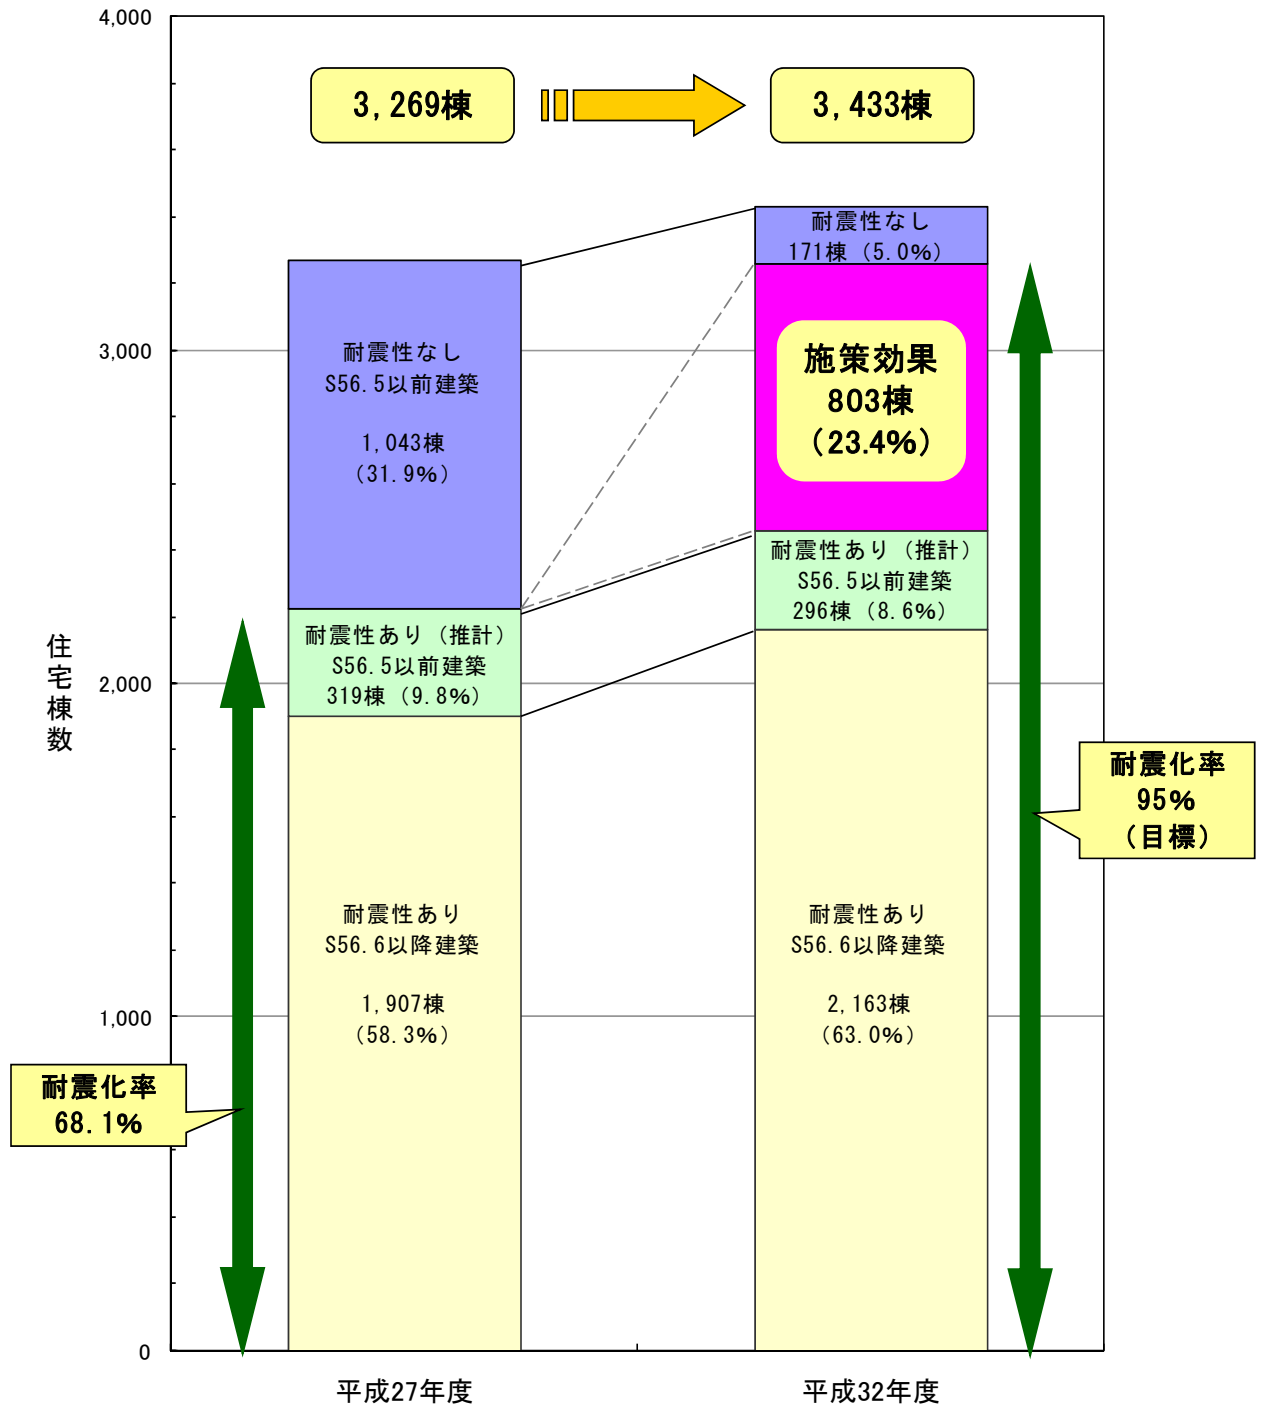 4,000
3,000
2,000
1,000
0
住宅棟数
3,269棟
3,433棟
耐震性なし
S56.5以前建築
1,043棟
（31.9％）
耐震性あり（推計）
S56.5以前建築
319棟（9.8％）
耐震性あり
S56.6以降建築
1,907棟
（58.3％）
耐震化率
68.1％
耐震性なし
171棟（5.0％）
施策効果
803棟
（23.4％）
耐震性あり（推計）
S56.5以前建築
296棟（8.6％）
耐震性あり
S56.6以降建築
2,163棟
（63.0％）
耐震化率
95％
（目標）
平成27年度
平成32年度